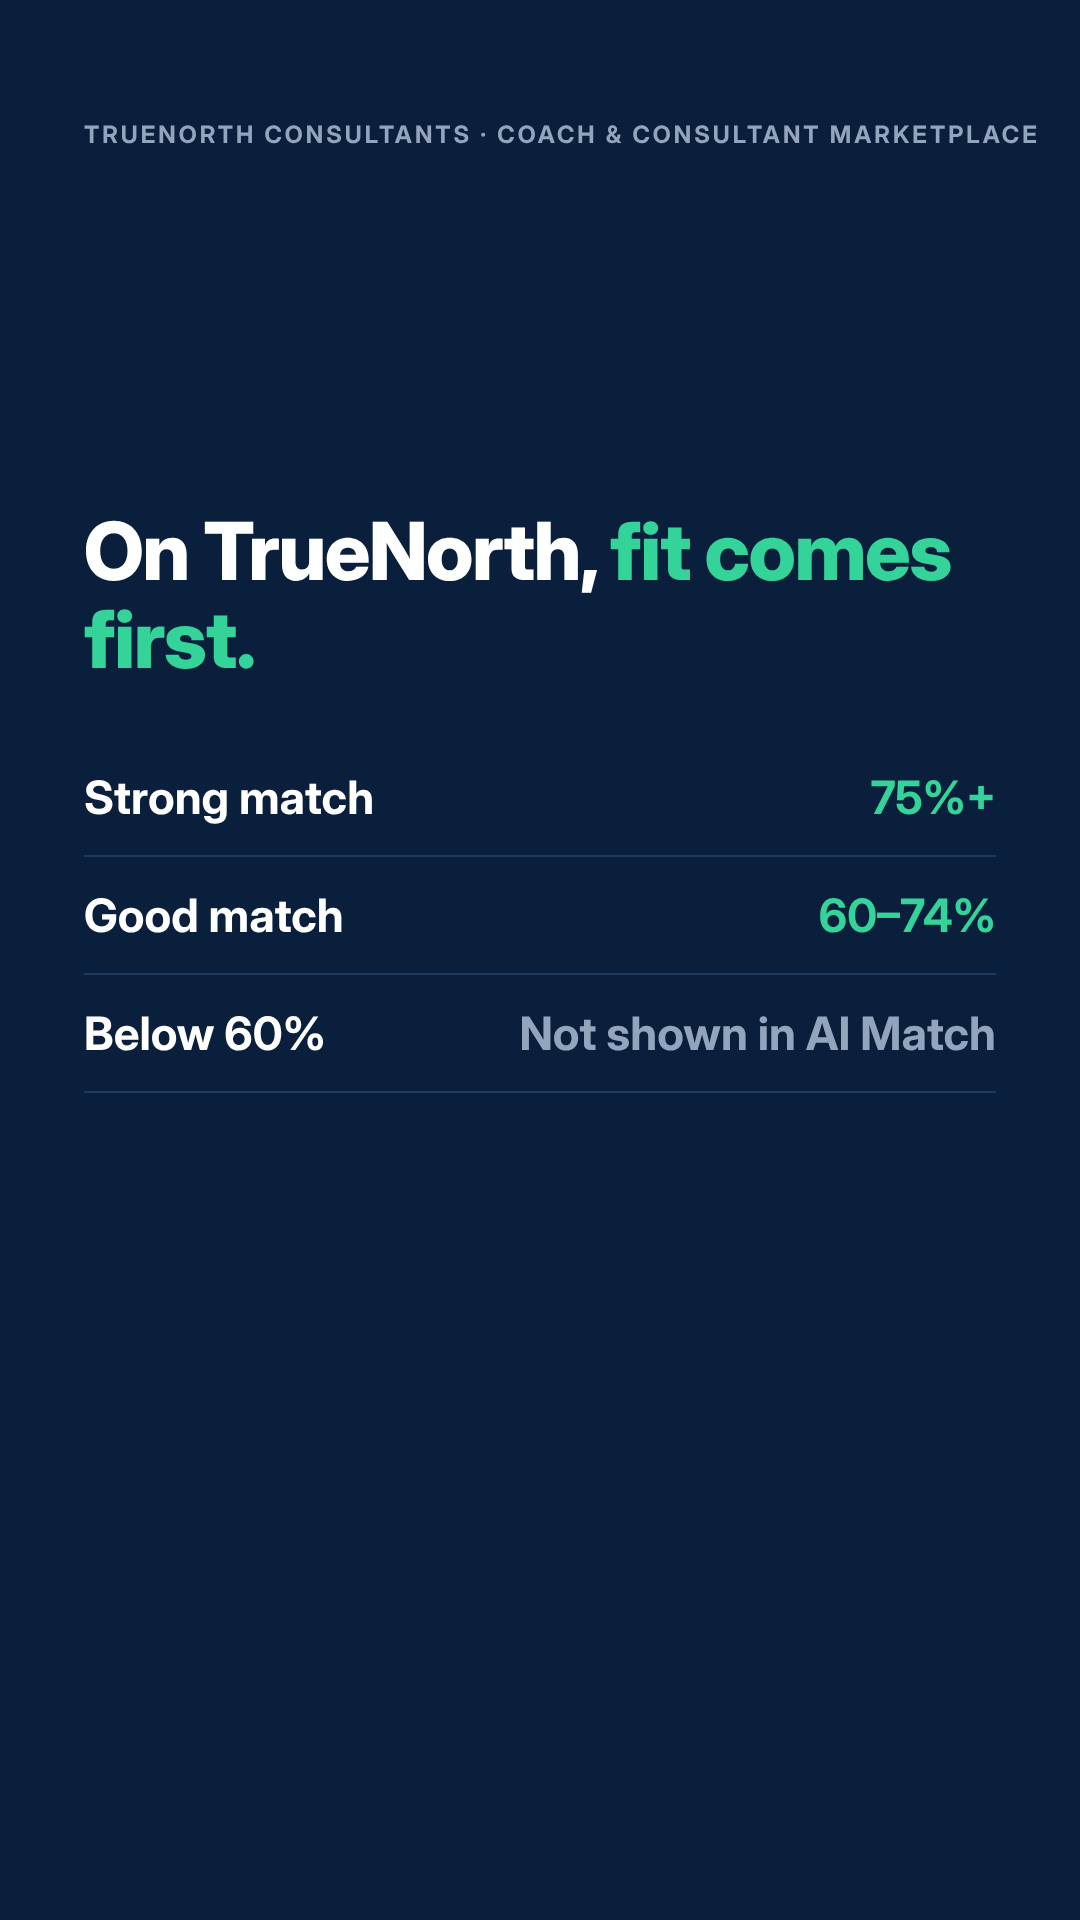 TRUENORTH CONSULTANTS · COACH & CONSULTANT MARKETPLACE
On TrueNorth, fit comes
first.
Strong match 75%+
Good match 60–74%
Below 60% Not shown in AI Match